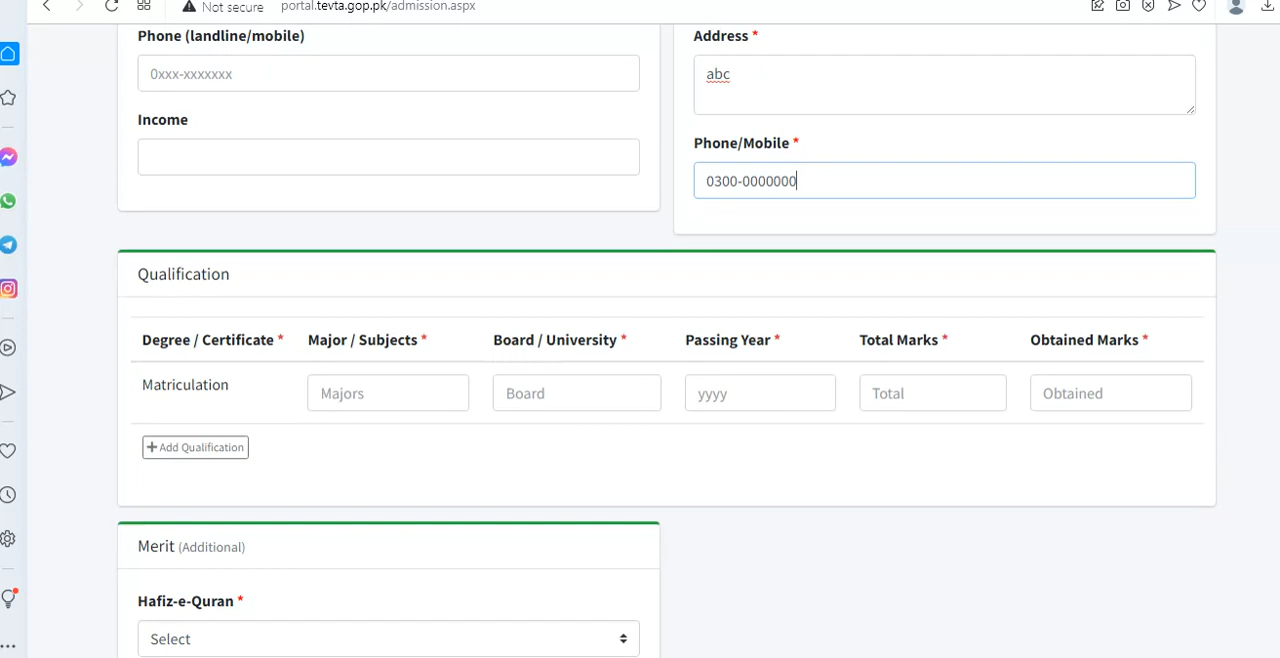 Not secure portal.tevta.gop.pk/admission.aspx
Phone (landline/mobile)
0xxx-xxxxxxx
Income
Address *
abc
Phone/Mobile *
0300-0000000
Qualification
Degree / Certificate * Major / Subjects * Board / University * Passing Year * Total Marks * Obtained Marks *
Matriculation Majors Board yyyy Total Obtained
+ Add Qualification
Merit (Additional)
Hafiz-e-Quran *
Select